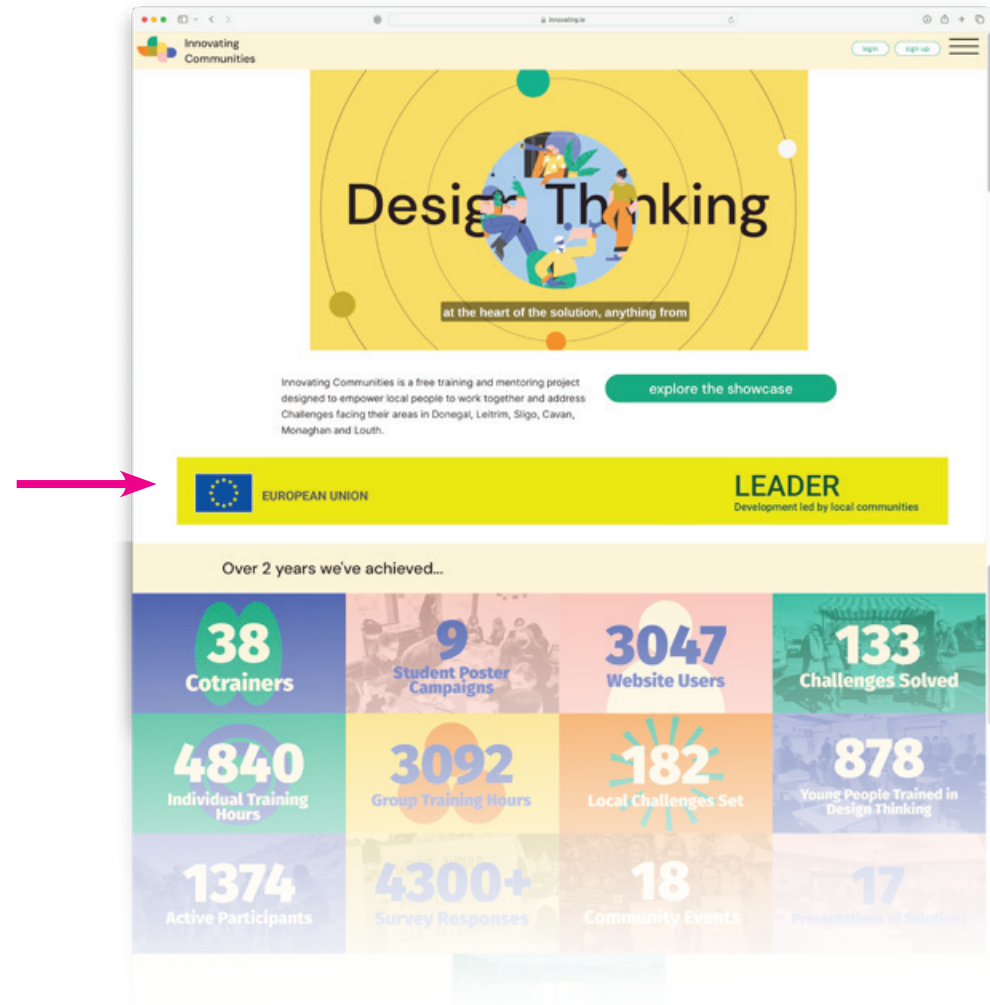 innovating.ie
Innovating
Communities
login
sign up
Design Thinking
at the heart of the solution, anything from
Innovating Communities is a free training and mentoring project
designed to empower local people to work together and address
Challenges facing their areas in Donegal, Leitrim, Sligo, Cavan,
Monaghan and Louth.
explore the showcase
EUROPEAN UNION
LEADER
Development led by local communities
Over 2 years we've achieved...
38
Cotrainers
9
Student Poster
Campaigns
3047
Website Users
133
Challenges Solved
4840
Individual Training
Hours
3092
Group Training Hours
182
Local Challenges Set
878
Young People Trained in
Design Thinking
1374
Active Participants
4300+
Survey Responses
18
Community Events
17
Presentations of Solutions